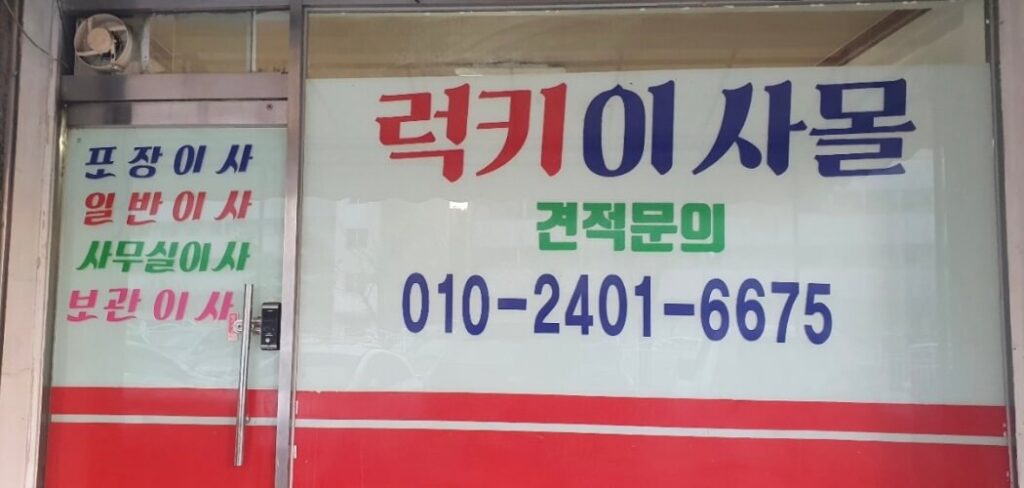 포장이사
일반이사
사무실이사
보관이사
럭키이사몰
견적문의
010-2401-6675